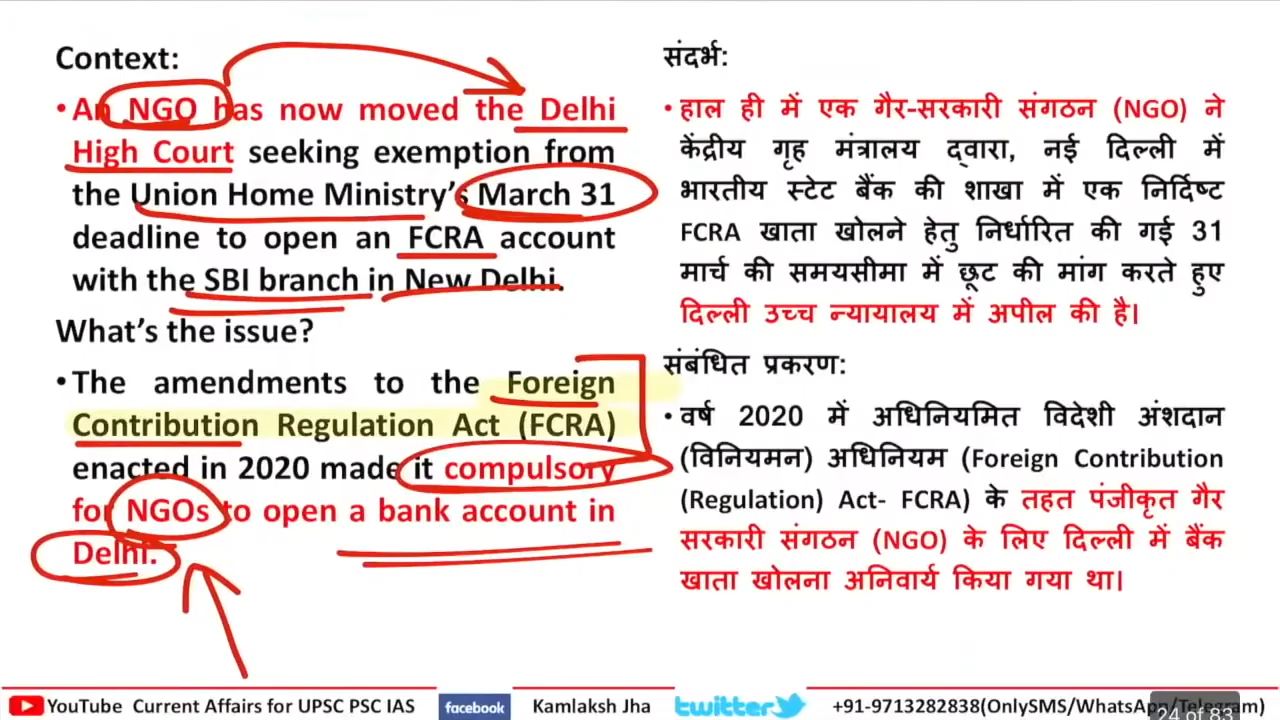 Context:
• An NGO has now moved the Delhi
High Court seeking exemption from
the Union Home Ministry's March 31
deadline to open an FCRA account
with the SBI branch in New Delhi.
What's the issue?
• The amendments to the Foreign
Contribution Regulation Act (FCRA)
enacted in 2020 made it compulsory
for NGOs to open a bank account in
Delhi.
संदर्भ:
• हाल ही में एक गैर-सरकारी संगठन (NGO) ने
केंद्रीय गृह मंत्रालय द्वारा, नई दिल्ली में
भारतीय स्टेट बैंक की शाखा में एक निर्दिष्ट
FCRA खाता खोलने हेतु निर्धारित की गई 31
मार्च की समयसीमा में छूट की मांग करते हुए
दिल्ली उच्च न्यायालय में अपील की है।
संबंधित प्रकरण:
• वर्ष 2020 में अधिनियमित विदेशी अंशदान
(विनियमन) अधिनियम (Foreign Contribution
(Regulation) Act- FCRA) के तहत पंजीकृत गैर
सरकारी संगठन (NGO) के लिए दिल्ली में बैंक
खाता खोलना अनिवार्य किया गया था।
YouTube Current Affairs for UPSC PSC IAS facebook Kamlaksh Jha twitter +91-9713282838(OnlySMS/WhatsApp/Telegram)
24 of 83